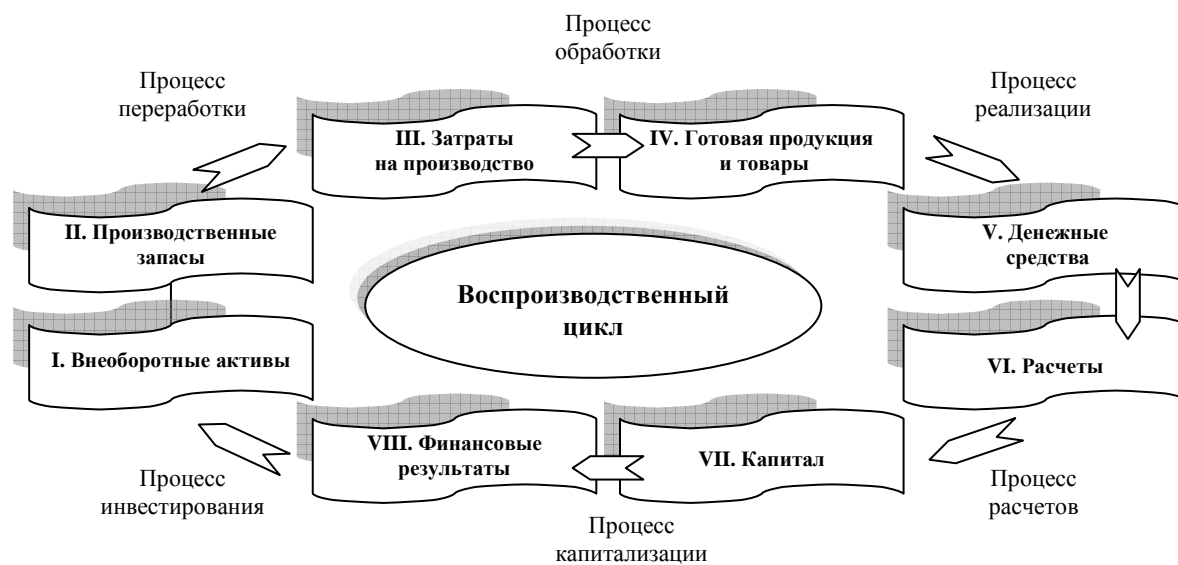 Процесс
обработки
Процесс
переработки
Процесс
реализации
III. Затраты
на производство
IV. Готовая продукция
и товары
II. Производственные
запасы
V. Денежные
средства
Воспроизводственный
цикл
I. Внеоборотные активы
VI. Расчеты
VIII. Финансовые
результаты
VII. Капитал
Процесс
инвестирования
Процесс
расчетов
Процесс
капитализации